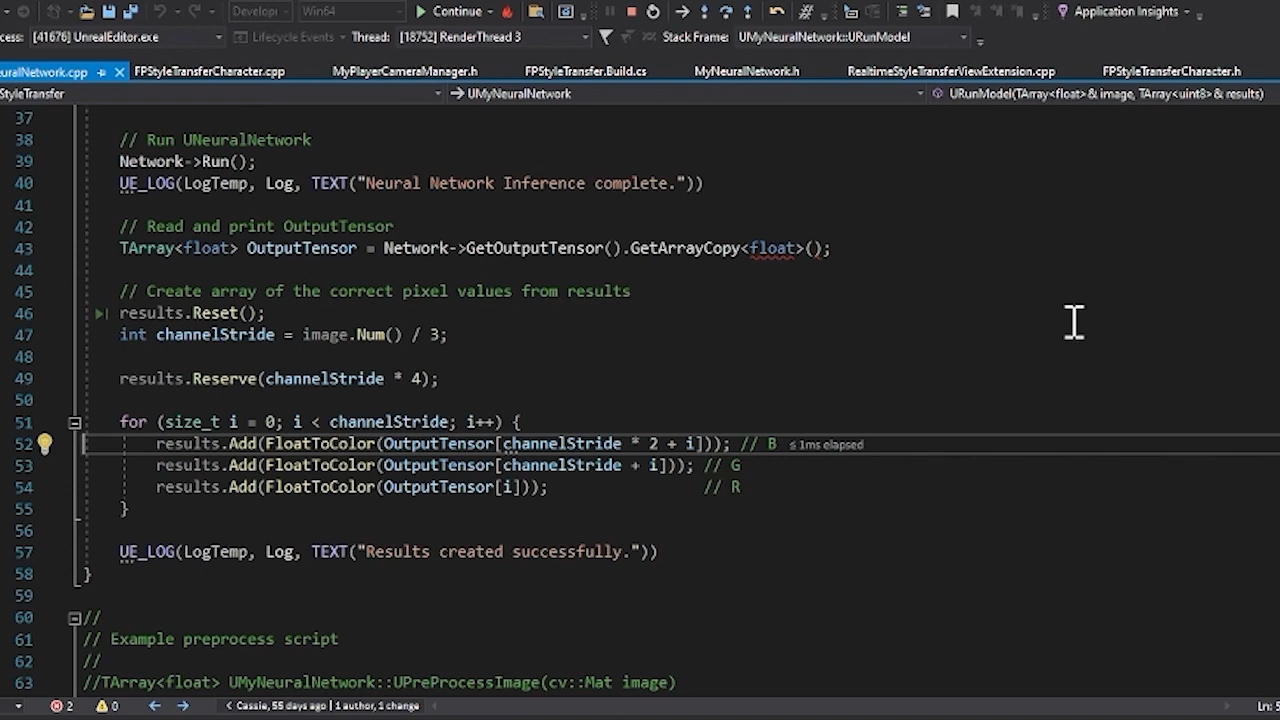 Develop Win64 Continue Application Insights
cess: [41676] UnrealEditor.exe Lifecycle Events Thread: [18752] RenderThread 3 Stack Frame: UMyNeuralNetwork::URunModel
euralNetwork.cpp FPStyleTransferCharacter.cpp MyPlayerCameraManager.h FPStyleTransfer.Build.cs MyNeuralNetwork.h RealtimeStyleTransferViewExtension.cpp FPStyleTransferCharacter.h
StyleTransfer UMyNeuralNetwork URunModel(TArray<float>& image, TArray<uint8>& results)
37
38 // Run UNeuralNetwork
39 Network->Run();
40 UE_LOG(LogTemp, Log, TEXT("Neural Network Inference complete."))
41
42 // Read and print OutputTensor
43 TArray<float> OutputTensor = Network->GetOutputTensor().GetArrayCopy<float>();
44
45 // Create array of the correct pixel values from results
46 results.Reset();
47 int channelStride = image.Num() / 3;
48
49 results.Reserve(channelStride * 4);
50
51 for (size_t i = 0; i < channelStride; i++) {
52 results.Add(FloatToColor(OutputTensor[channelStride * 2 + i])); // B ≤ 1ms elapsed
53 results.Add(FloatToColor(OutputTensor[channelStride + i])); // G
54 results.Add(FloatToColor(OutputTensor[i])); // R
55 }
56
57 UE_LOG(LogTemp, Log, TEXT("Results created successfully."))
58 }
59
60 //
61 // Example preprocess script
62 //
63 //TArray<float> UMyNeuralNetwork::UPreProcessImage(cv::Mat image)
2 0 Cassie, 55 days ago | 1 author, 1 change Ln: